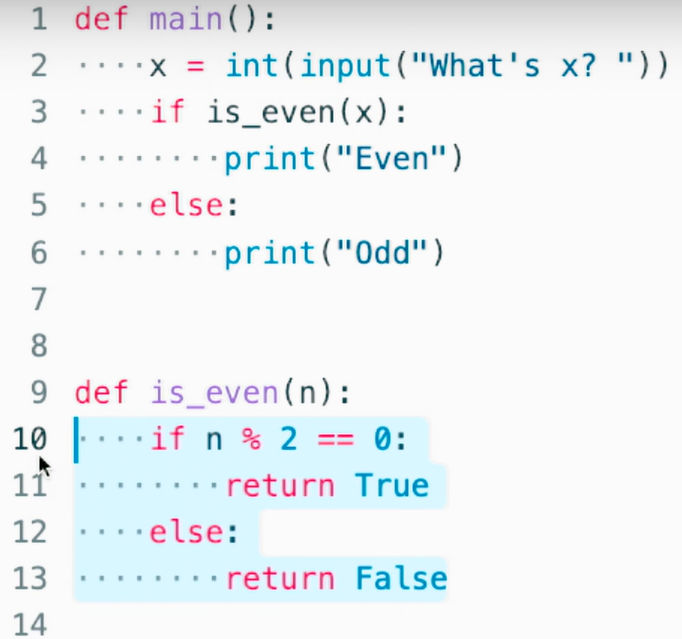 1 def main():
2 ····x = int(input("What's x? "))
3 ····if is_even(x):
4 ········print("Even")
5 ····else:
6 ········print("Odd")
7
8
9 def is_even(n):
10 ····if n % 2 == 0:
11 ········return True
12 ····else:
13 ········return False
14